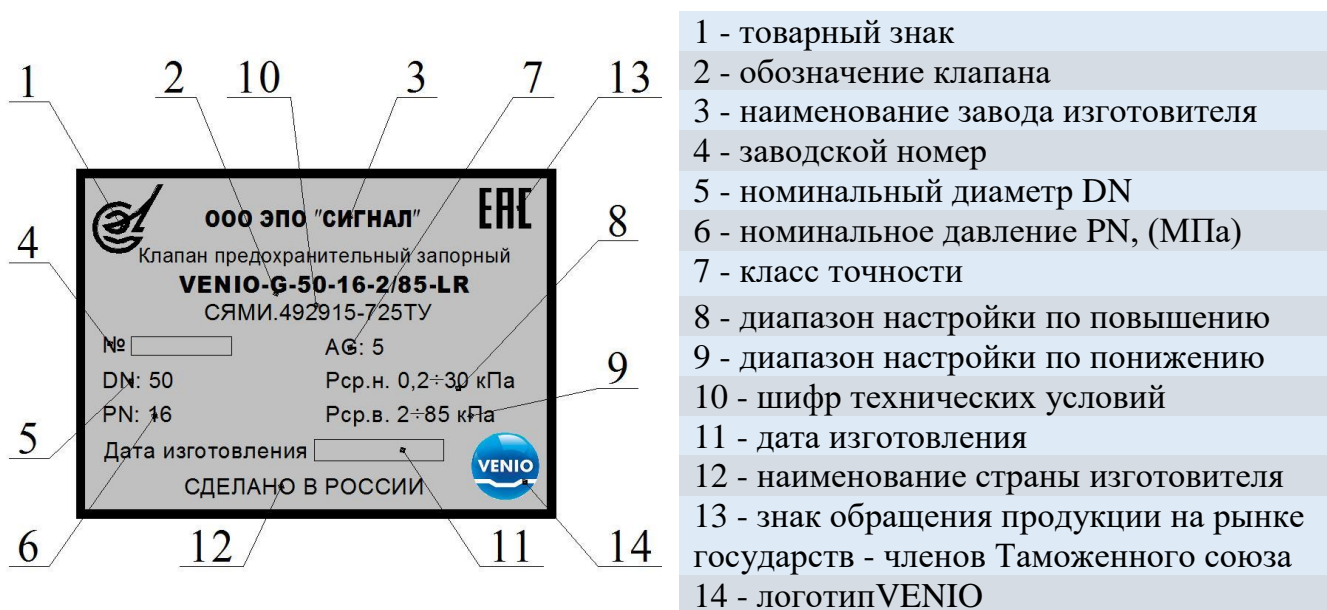 1
2
10
3
7
13
ООО ЭПО "СИГНАЛ"
ЕАС
Клапан предохранительный запорный
VENIO-G-50-16-2/85-LR
СЯМИ.492915-725ТУ
4
8
№
AG: 5
DN: 50
Рср.н. 0,2÷30 кПа
9
PN: 16
Рср.в. 2÷85 кПа
5
Дата изготовления
VENIO
СДЕЛАНО В РОССИИ
6
12
11
14
1 - товарный знак
2 - обозначение клапана
3 - наименование завода изготовителя
4 - заводской номер
5 - номинальный диаметр DN
6 - номинальное давление PN, (МПа)
7 - класс точности
8 - диапазон настройки по повышению
9 - диапазон настройки по понижению
10 - шифр технических условий
11 - дата изготовления
12 - наименование страны изготовителя
13 - знак обращения продукции на рынке
государств - членов Таможенного союза
14 - логотипVENIO